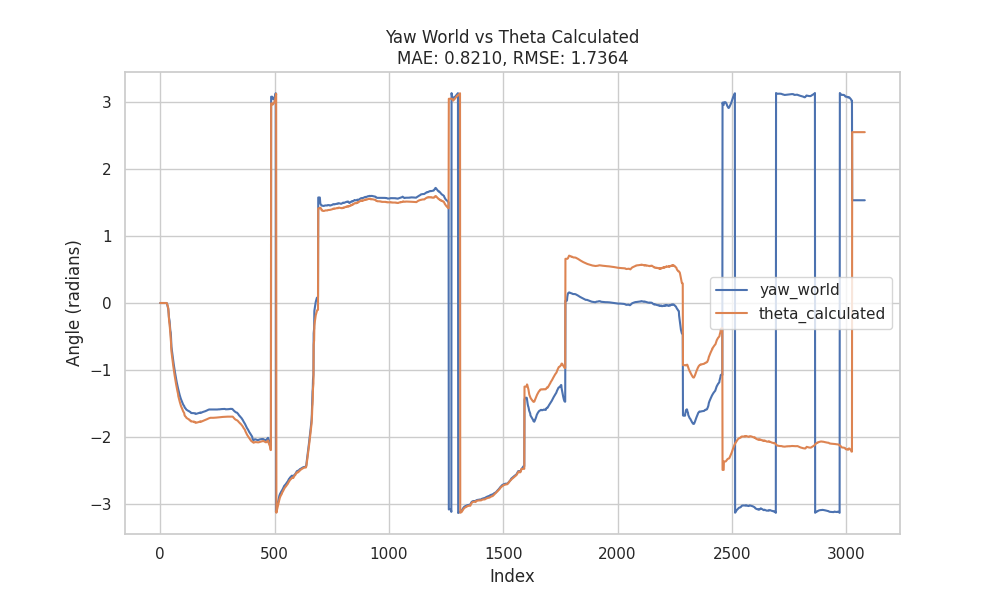 Yaw World vs Theta Calculated
MAE: 0.8210, RMSE: 1.7364
Angle (radians)
3
2
1
0
−1
−2
−3
yaw_world
theta_calculated
0
500
1000
1500
2000
2500
3000
Index